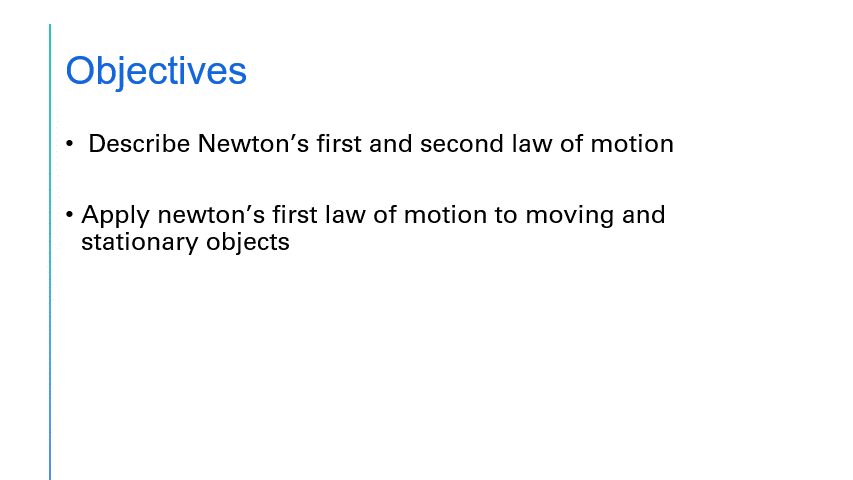 Objectives
• Describe Newton’s first and second law of motion
• Apply newton’s first law of motion to moving and
stationary objects